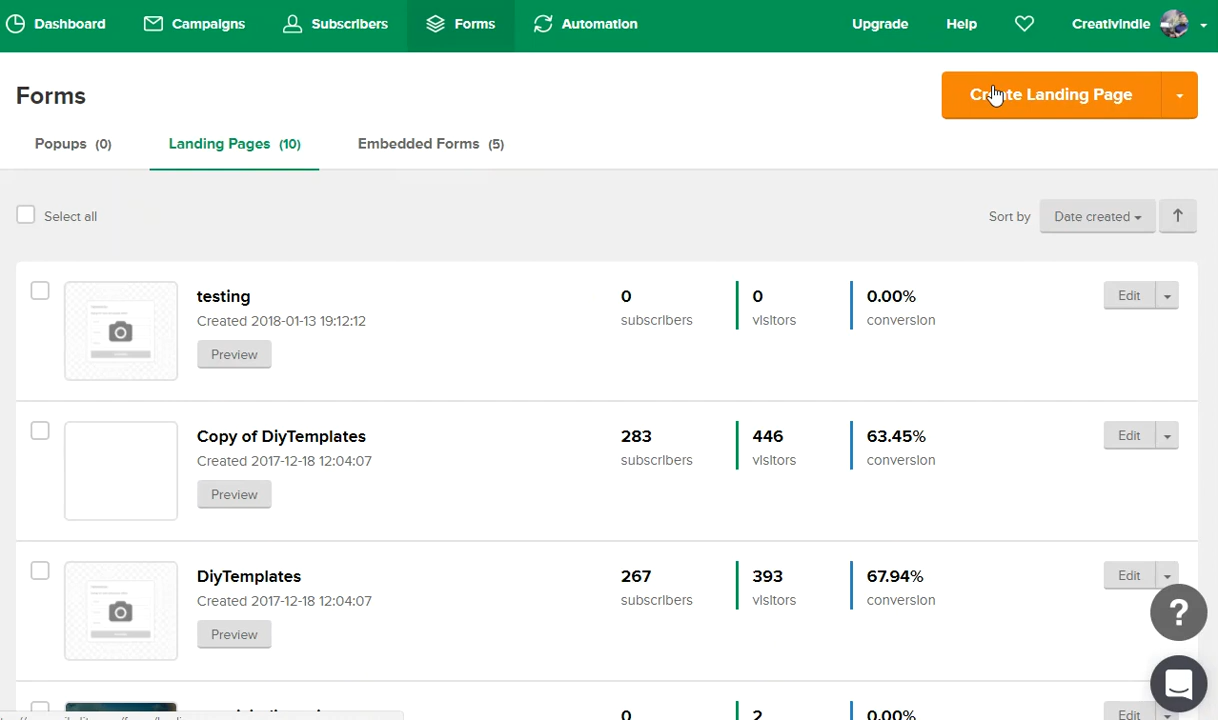 Dashboard Campaigns Subscribers Forms Automation Upgrade Help CreativIndie
Forms
Create Landing Page
Popups (0) Landing Pages (10) Embedded Forms (5)
Select all
Sort by Date created
testing
Created 2018-01-13 19:12:12
Preview
0 subscribers
0 visitors
0.00% conversion
Edit
Copy of DiyTemplates
Created 2017-12-18 12:04:07
Preview
283 subscribers
446 visitors
63.45% conversion
Edit
DiyTemplates
Created 2017-12-18 12:04:07
Preview
267 subscribers
393 visitors
67.94% conversion
Edit
?
0
2
0.00%
Edit